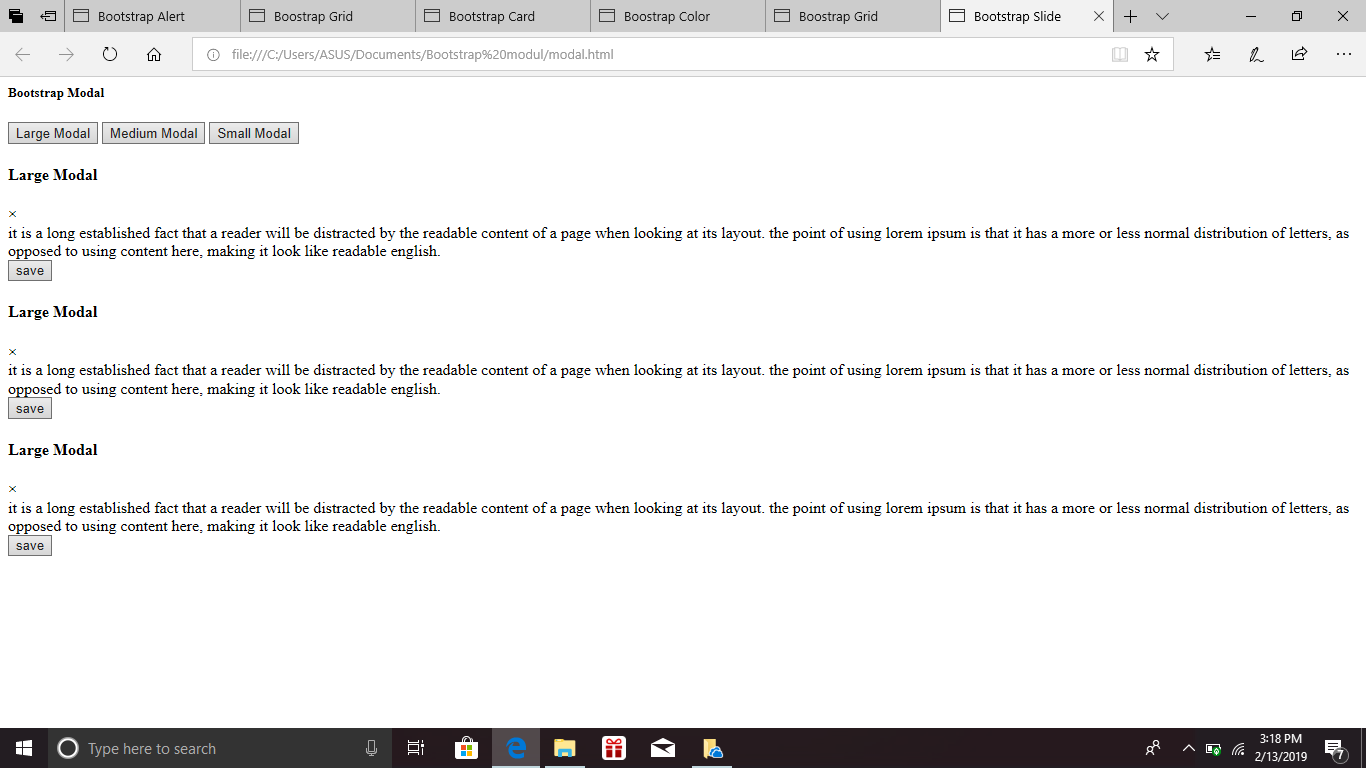 Bootstrap Alert
Boostrap Grid
Bootstrap Card
Boostrap Color
Boostrap Grid
Bootstrap Slide
file:///C:/Users/ASUS/Documents/Bootstrap%20modul/modal.html
Bootstrap Modal
Large Modal Medium Modal Small Modal
Large Modal
×
it is a long established fact that a reader will be distracted by the readable content of a page when looking at its layout. the point of using lorem ipsum is that it has a more or less normal distribution of letters, as
opposed to using content here, making it look like readable english.
save
Large Modal
×
it is a long established fact that a reader will be distracted by the readable content of a page when looking at its layout. the point of using lorem ipsum is that it has a more or less normal distribution of letters, as
opposed to using content here, making it look like readable english.
save
Large Modal
×
it is a long established fact that a reader will be distracted by the readable content of a page when looking at its layout. the point of using lorem ipsum is that it has a more or less normal distribution of letters, as
opposed to using content here, making it look like readable english.
save
Type here to search
3:18 PM
2/13/2019
7